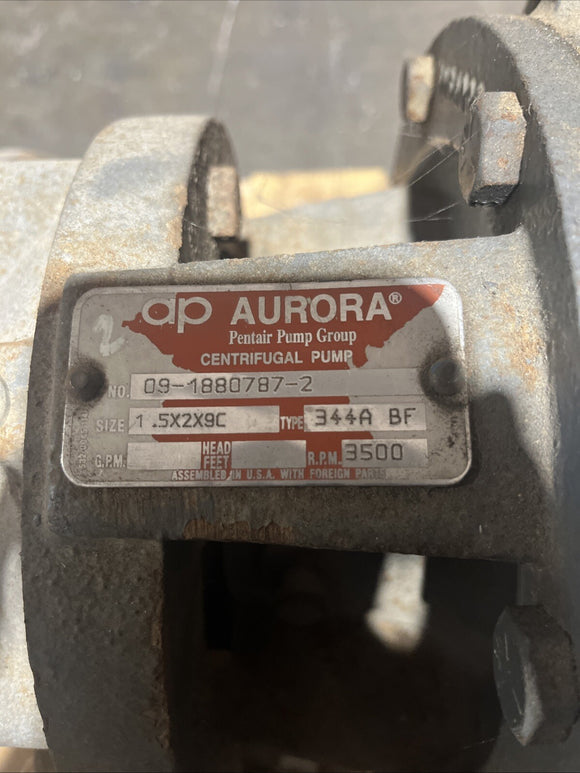 2
ap AURORA®
Pentair Pump Group
CENTRIFUGAL PUMP
NO. 09-1880787-2
SIZE 1.5X2X9C TYPE 344A BF
G.P.M. HEAD FEET R.P.M. 3500
ASSEMBLED IN U.S.A. WITH FOREIGN PARTS